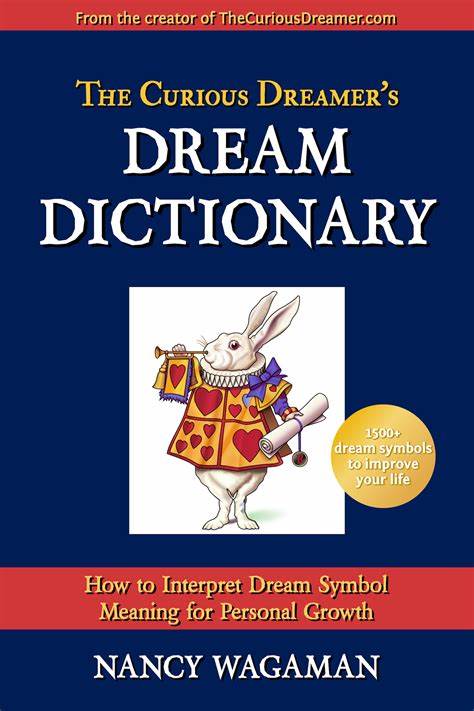 From the creator of TheCuriousDreamer.com
THE CURIOUS DREAMER'S
DREAM
DICTIONARY
1500+
dream symbols
to improve
your life
How to Interpret Dream Symbol
Meaning for Personal Growth
NANCY WAGAMAN